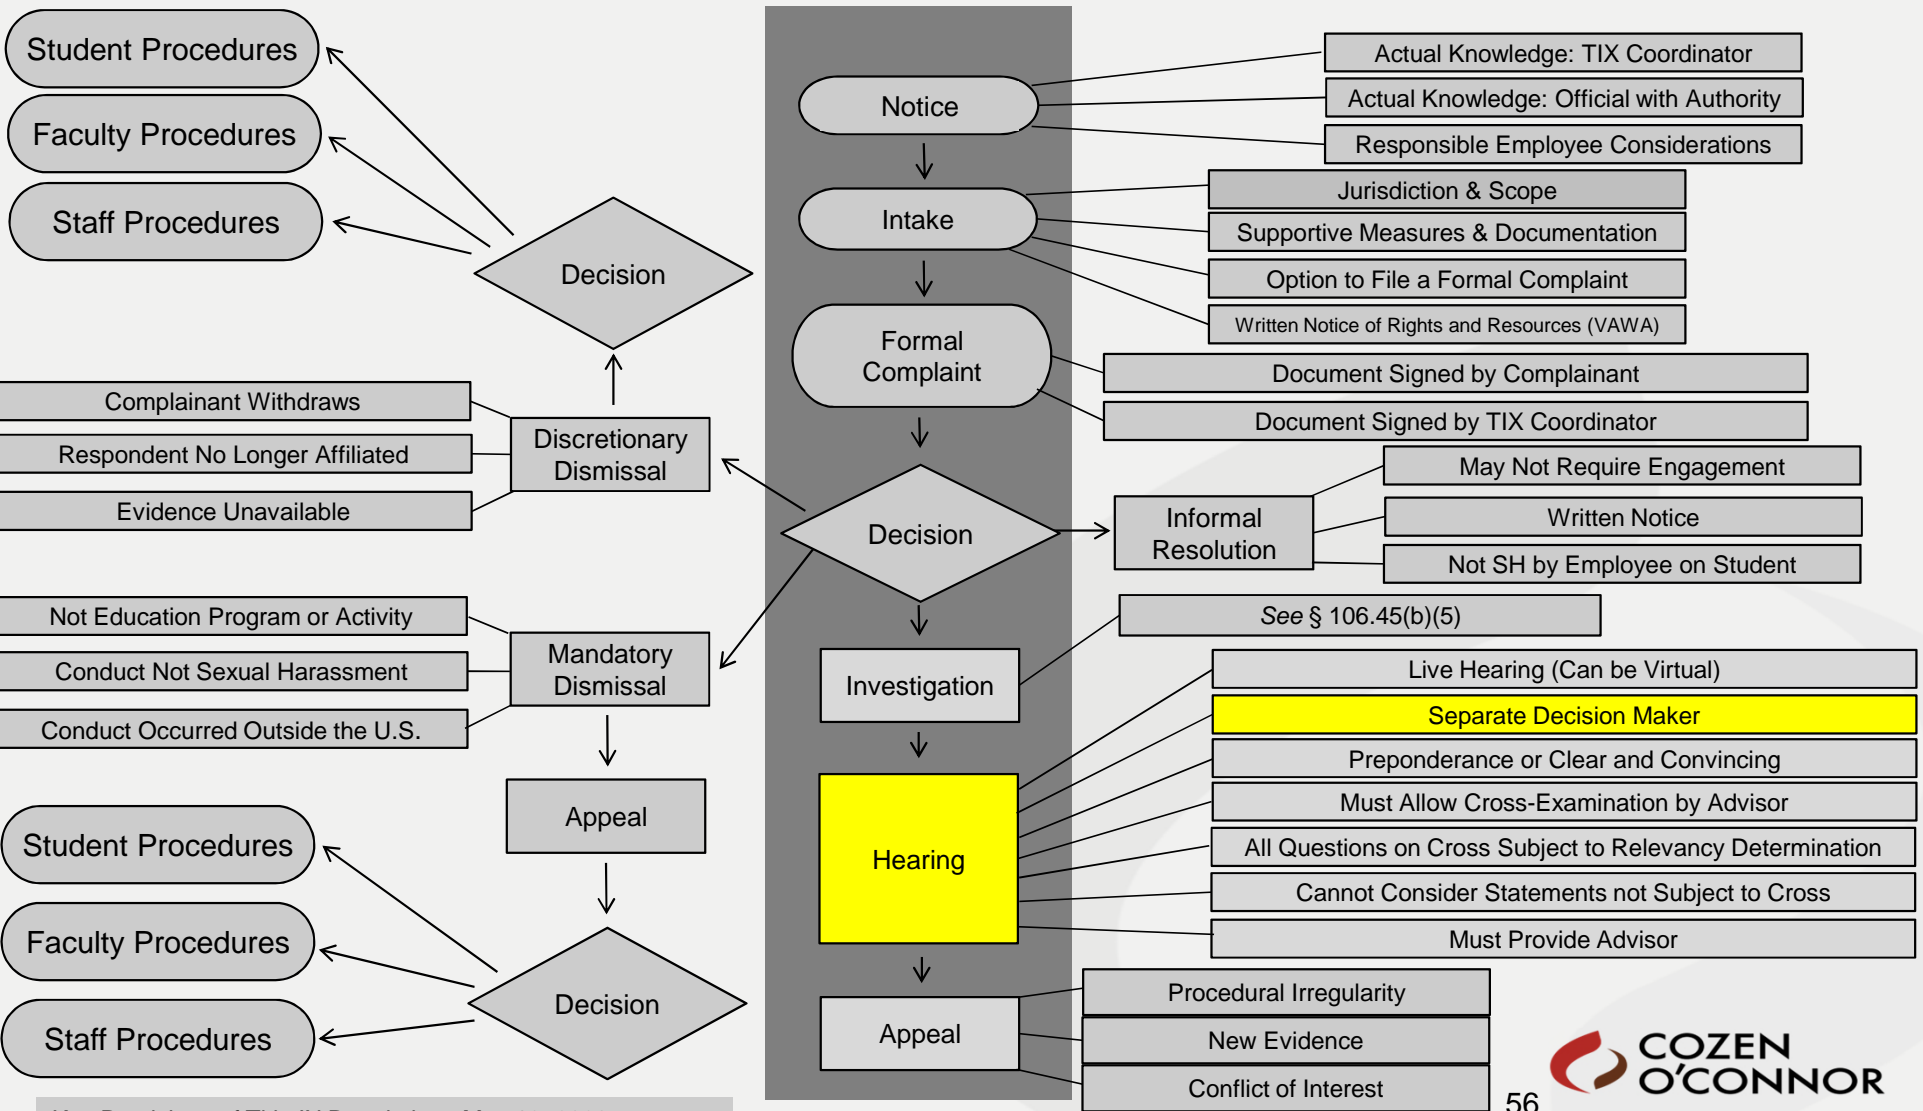 Student Procedures
Faculty Procedures
Staff Procedures
Decision
Complainant Withdraws
Respondent No Longer Affiliated
Evidence Unavailable
Discretionary
Dismissal
Not Education Program or Activity
Conduct Not Sexual Harassment
Conduct Occurred Outside the U.S.
Mandatory
Dismissal
Appeal
Student Procedures
Faculty Procedures
Staff Procedures
Decision
Notice
Actual Knowledge: TIX Coordinator
Actual Knowledge: Official with Authority
Responsible Employee Considerations
Intake
Jurisdiction & Scope
Supportive Measures & Documentation
Option to File a Formal Complaint
Written Notice of Rights and Resources (VAWA)
Formal
Complaint
Document Signed by Complainant
Document Signed by TIX Coordinator
Decision
Informal
Resolution
May Not Require Engagement
Written Notice
Not SH by Employee on Student
Investigation
See § 106.45(b)(5)
Hearing
Live Hearing (Can be Virtual)
Separate Decision Maker
Preponderance or Clear and Convincing
Must Allow Cross-Examination by Advisor
All Questions on Cross Subject to Relevancy Determination
Cannot Consider Statements not Subject to Cross
Must Provide Advisor
Appeal
Procedural Irregularity
New Evidence
Conflict of Interest
COZEN
O'CONNOR
56